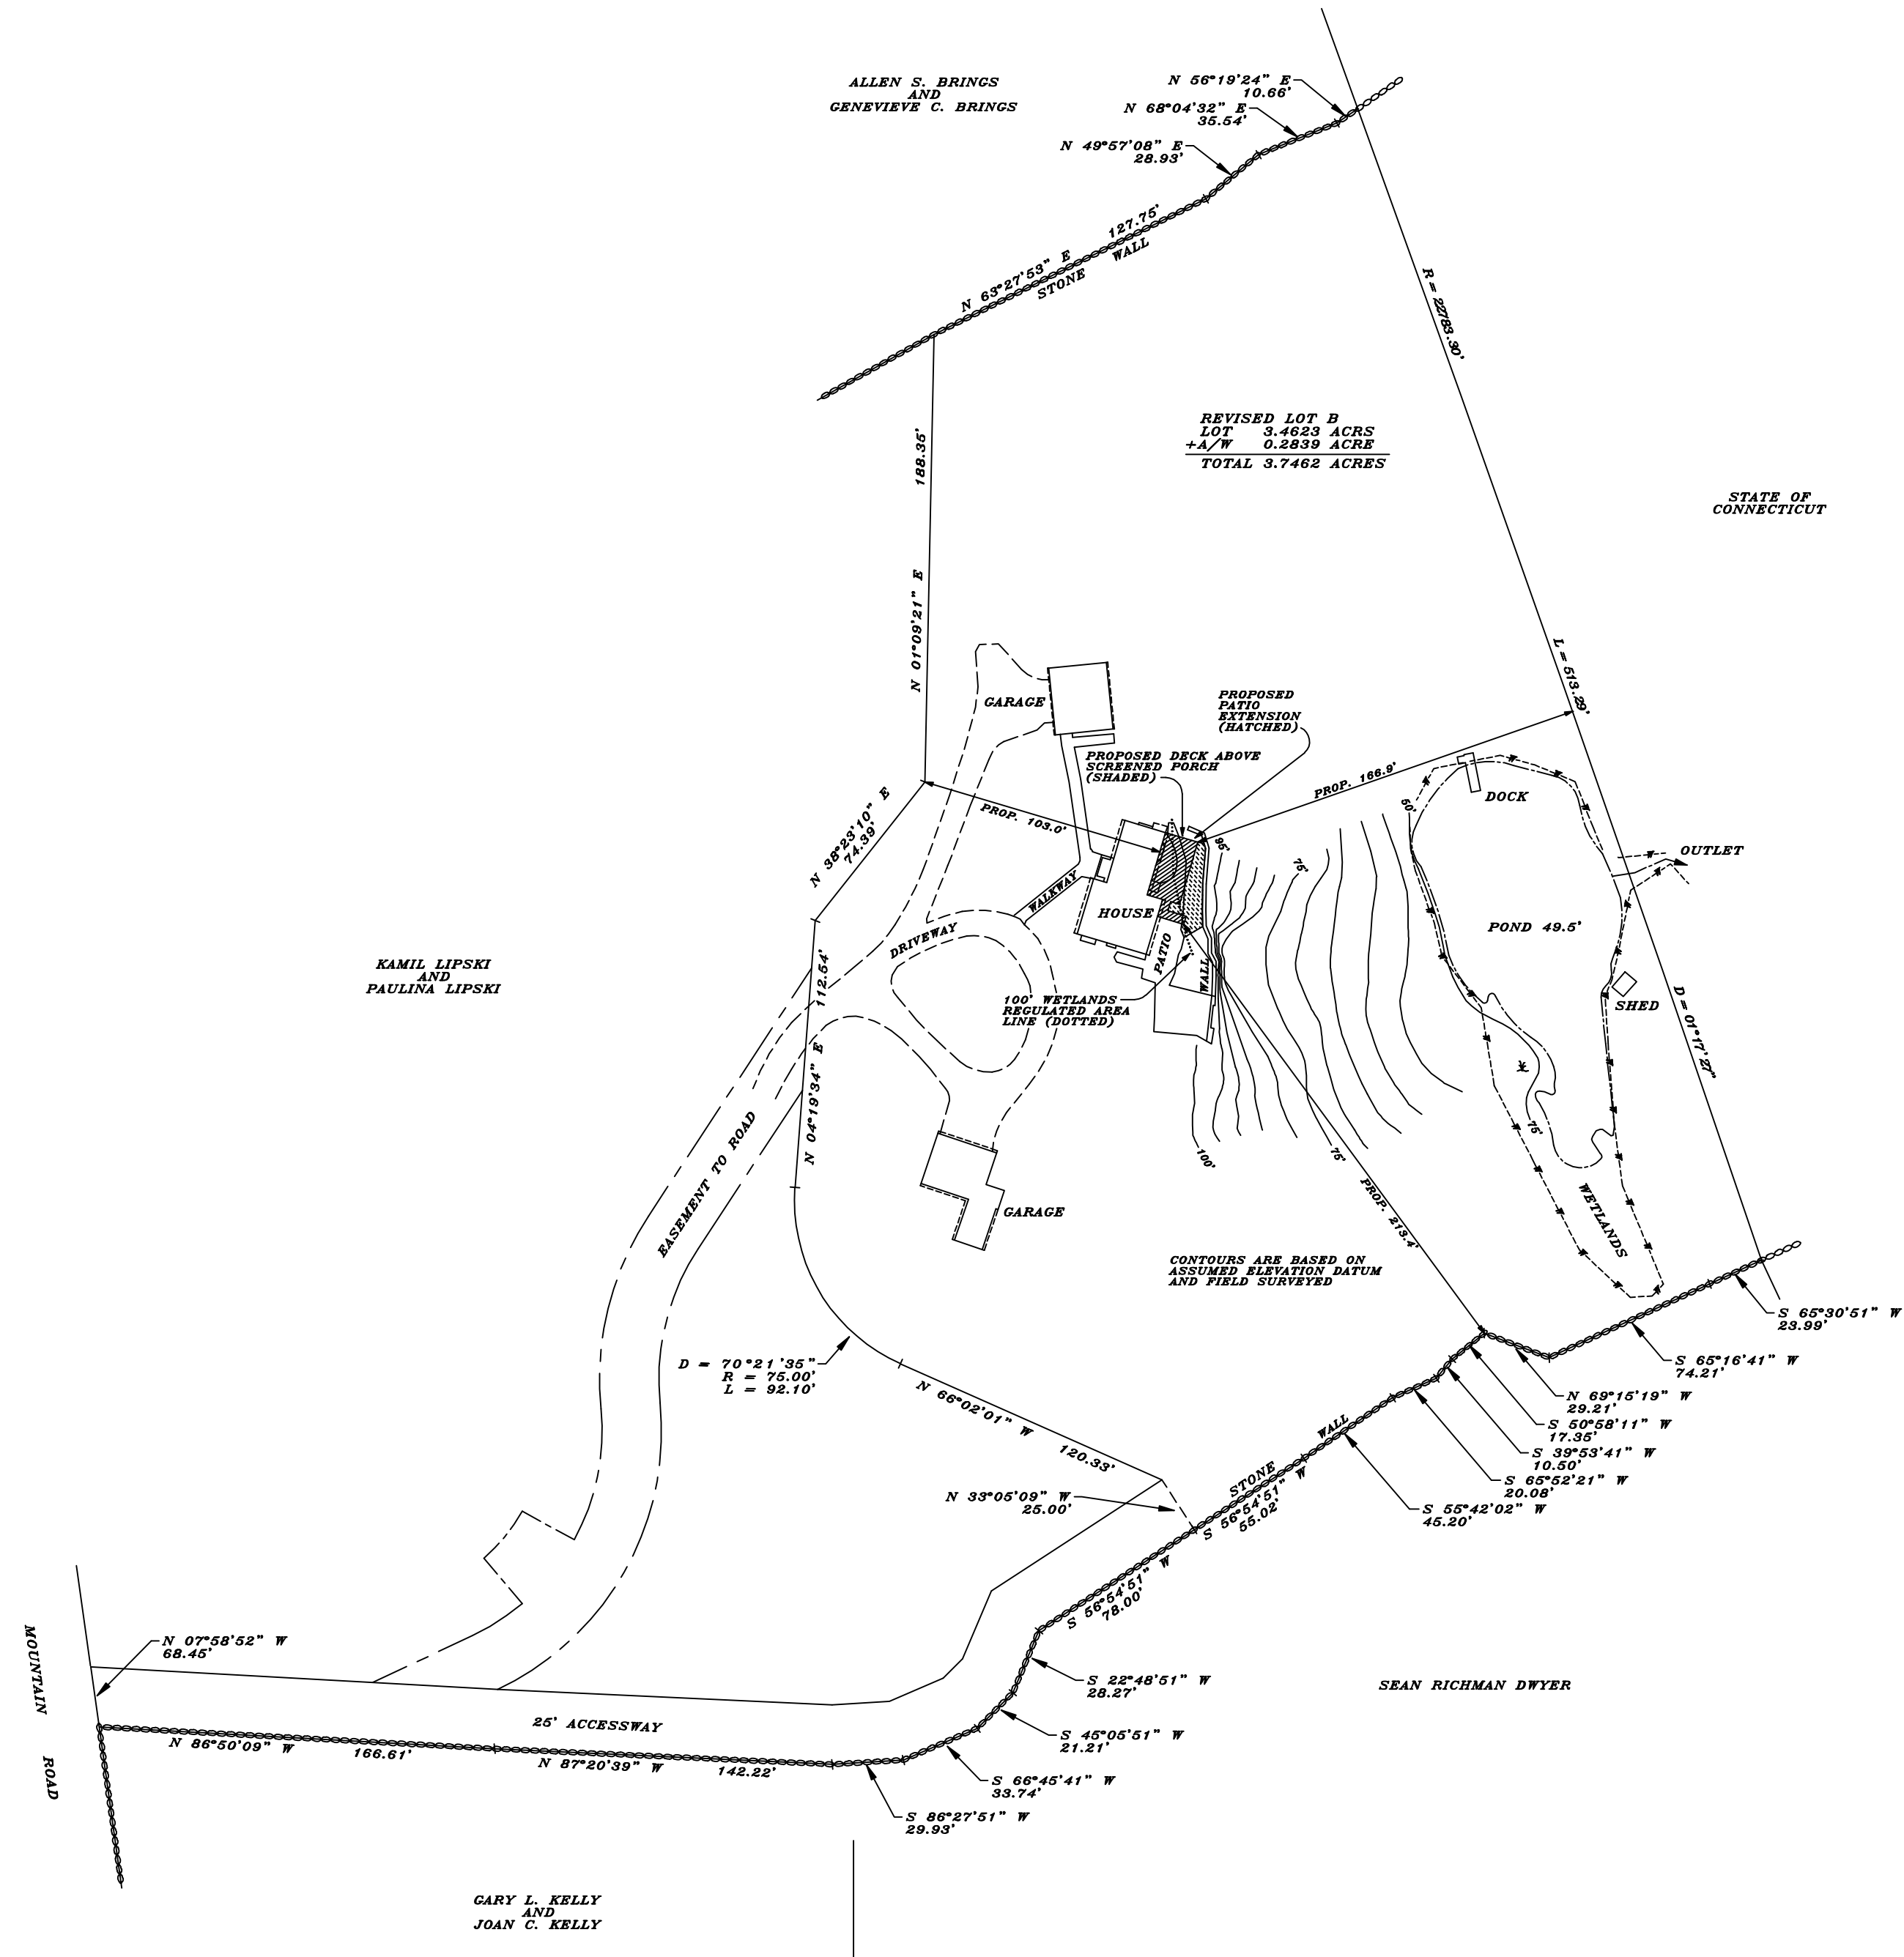 ALLEN S. BRINGS
AND
GENEVIEVE C. BRINGS
N 56°19'24" E
10.66'
N 68°04'32" E
35.54'
N 49°57'08" E
28.93'
N 63°27'53" E 127.75'
STONE WALL
R = 22783.30'
REVISED LOT B
LOT 3.4623 ACRS
+A/W 0.2839 ACRE
TOTAL 3.7462 ACRES
STATE OF
CONNECTICUT
N 01°09'21" E 188.35'
L = 513.29'
GARAGE
PROPOSED
PATIO
EXTENSION
(HATCHED)
PROPOSED DECK ABOVE
SCREENED PORCH
(SHADED)
PROP. 166.9'
PROP. 103.0'
50'
DOCK
OUTLET
N 38°23'10" E
74.39'
95'
75'
WALKWAY
HOUSE
DRIVEWAY
POND 49.5'
PATIO
WALL
KAMIL LIPSKI
AND
PAULINA LIPSKI
100' WETLANDS
REGULATED AREA
LINE (DOTTED)
SHED
D = 01°17'27"
N 04°19'34" E 112.54'
EASEMENT TO ROAD
75'
100'
75'
PROP. 213.4'
WETLANDS
GARAGE
CONTOURS ARE BASED ON
ASSUMED ELEVATION DATUM
AND FIELD SURVEYED
S 65°30'51" W
23.99'
D = 70°21'35"
R = 75.00'
L = 92.10'
S 65°16'41" W
74.21'
N 69°15'19" W
29.21'
S 50°58'11" W
17.35'
S 39°53'41" W
10.50'
S 65°52'21" W
20.08'
S 55°42'02" W
45.20'
N 66°02'01" W 120.33'
STONE WALL
N 33°05'09" W
25.00'
S 56°54'51" W
55.02'
S 56°54'51" W
78.00'
MOUNTAIN ROAD
N 07°58'52" W
68.45'
S 22°48'51" W
28.27'
SEAN RICHMAN DWYER
25' ACCESSWAY
S 45°05'51" W
21.21'
N 86°50'09" W 166.61'
N 87°20'39" W 142.22'
S 66°45'41" W
33.74'
S 86°27'51" W
29.93'
GARY L. KELLY
AND
JOAN C. KELLY